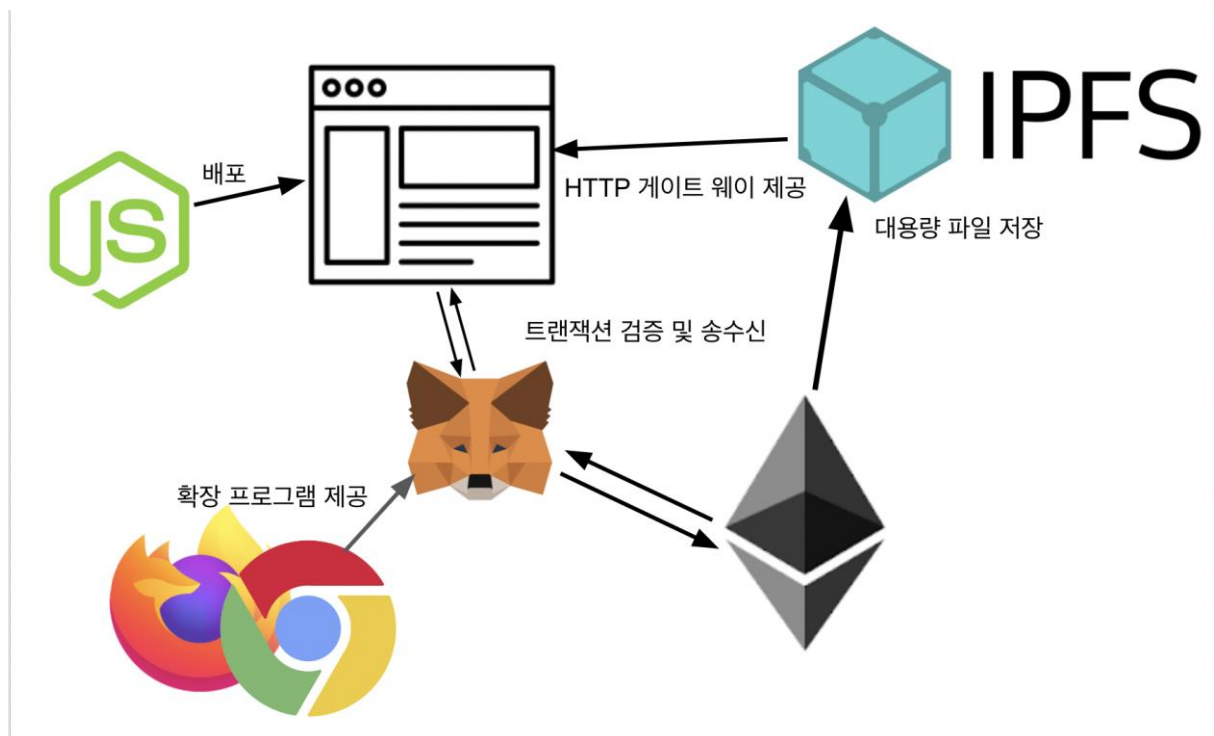 IPFS
배포
HTTP 게이트 웨이 제공
대용량 파일 저장
JS
트랜잭션 검증 및 송수신
확장 프로그램 제공